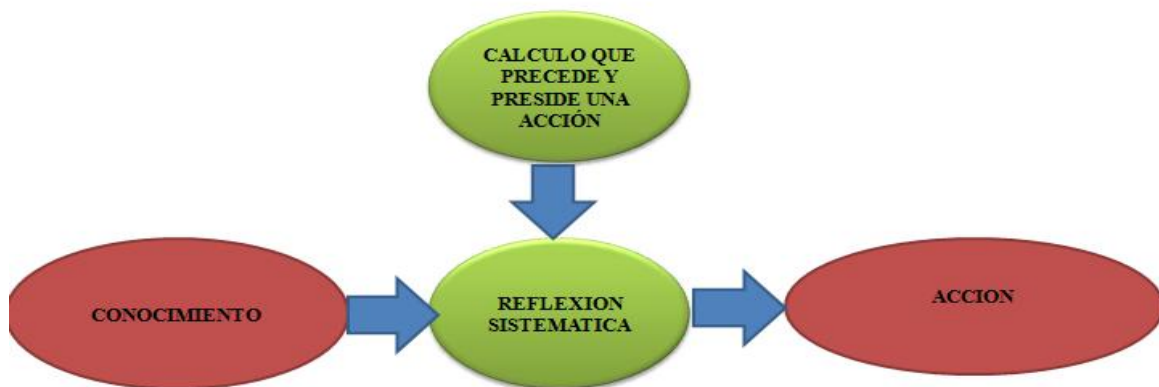 CALCULO QUE
PRECEDE Y
PRESIDE UNA
ACCIÓN
CONOCIMIENTO
REFLEXION
SISTEMATICA
ACCION